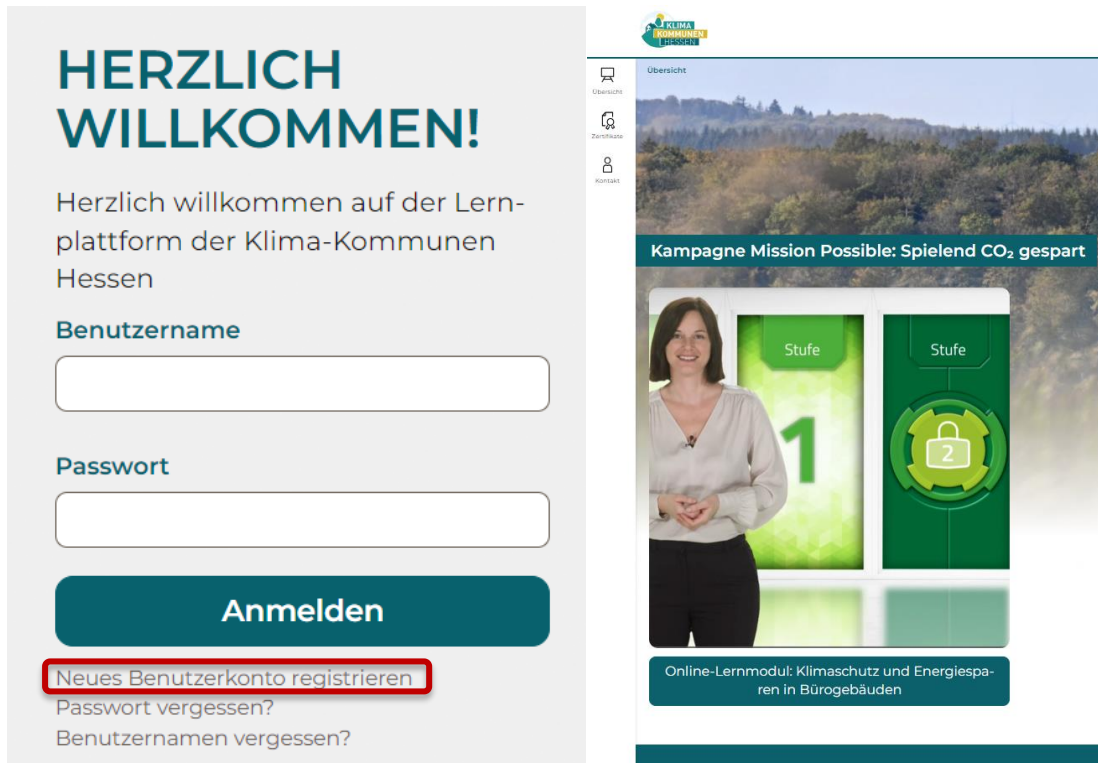 HERZLICH
WILLKOMMEN!
Herzlich willkommen auf der Lern-
plattform der Klima-Kommunen
Hessen
Benutzername
Passwort
Anmelden
Neues Benutzerkonto registrieren
Passwort vergessen?
Benutzernamen vergessen?
KLIMA
KOMMUNEN
HESSEN
Übersicht
Zertifikate
Kontakt
Übersicht
Kampagne Mission Possible: Spielend CO₂ gespart
Stufe
1
Stufe
2
Online-Lernmodul: Klimaschutz und Energiespa-
ren in Bürogebäuden